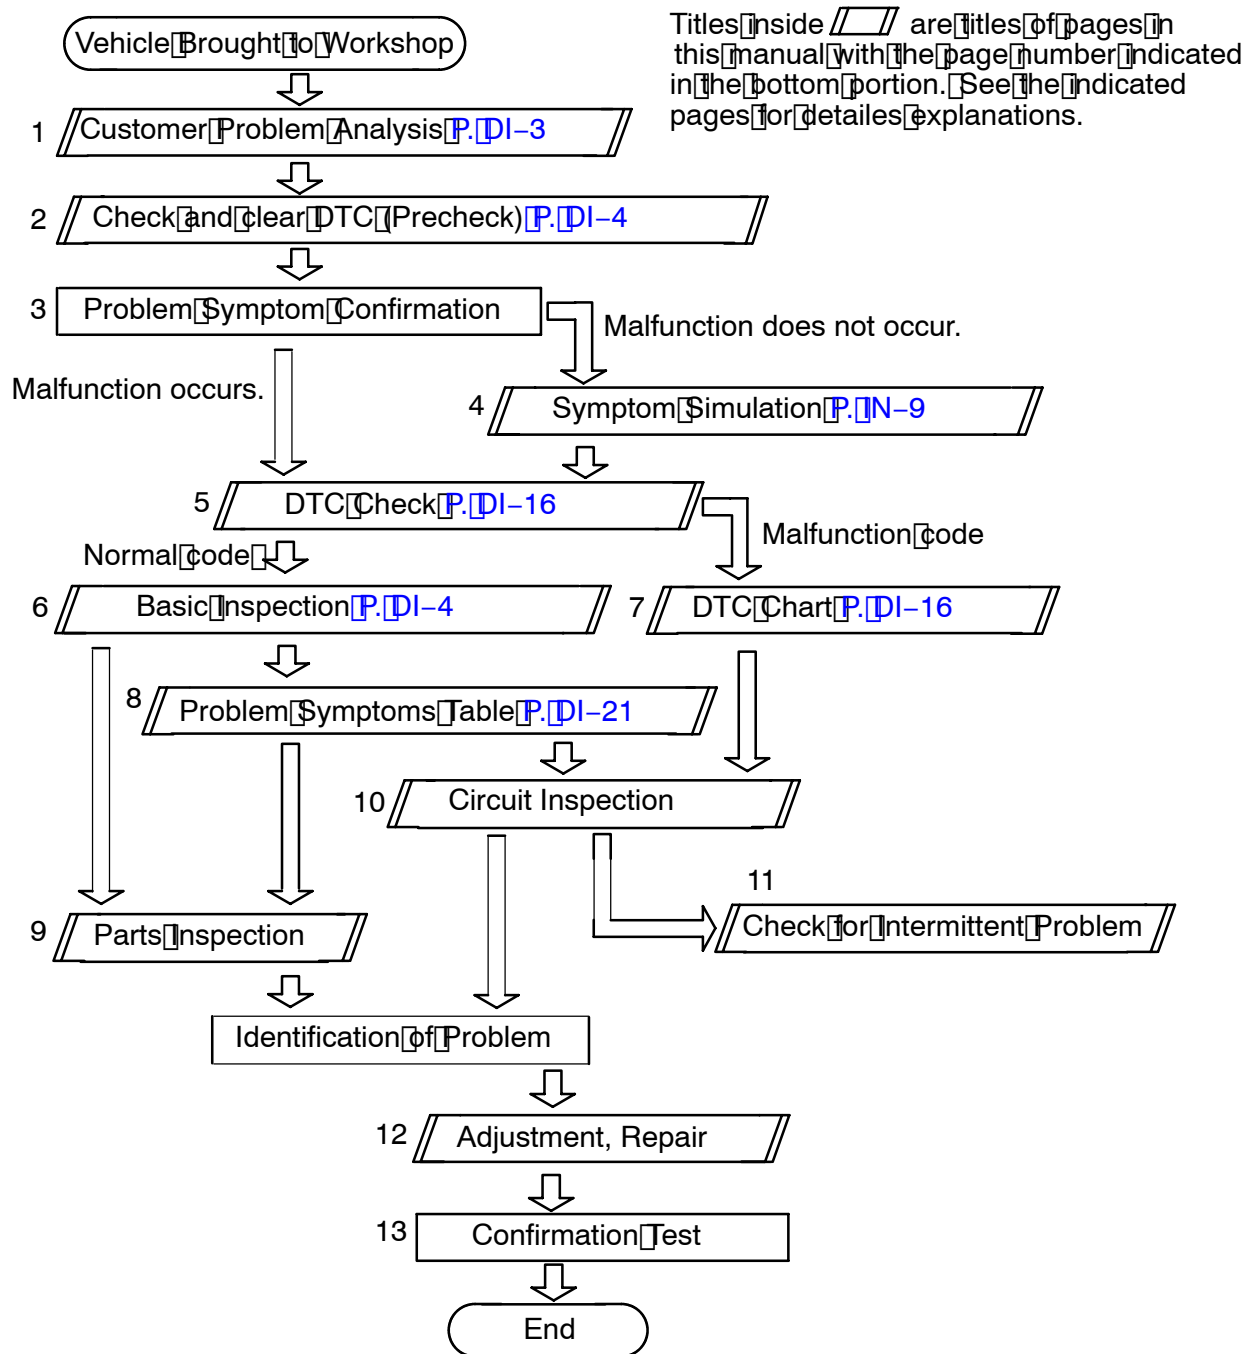 Vehicle Brought to Workshop
Titles inside are titles of pages in
this manual with the page number indicated
in the bottom portion. See the indicated
pages for detailes explanations.
1 Customer Problem Analysis P. DI–3
2 Check and clear DTC (Precheck) P. DI–4
3 Problem Symptom Confirmation
Malfunction does not occur.
Malfunction occurs.
4 Symptom Simulation P. IN–9
5 DTC Check P. DI–16
Normal code
Malfunction code
6 Basic Inspection P. DI–4
7 DTC Chart P. DI–16
8 Problem Symptoms Table P. DI–21
10 Circuit Inspection
11
9 Parts Inspection
Check for Intermittent Problem
Identification of Problem
12 Adjustment, Repair
13 Confirmation Test
End